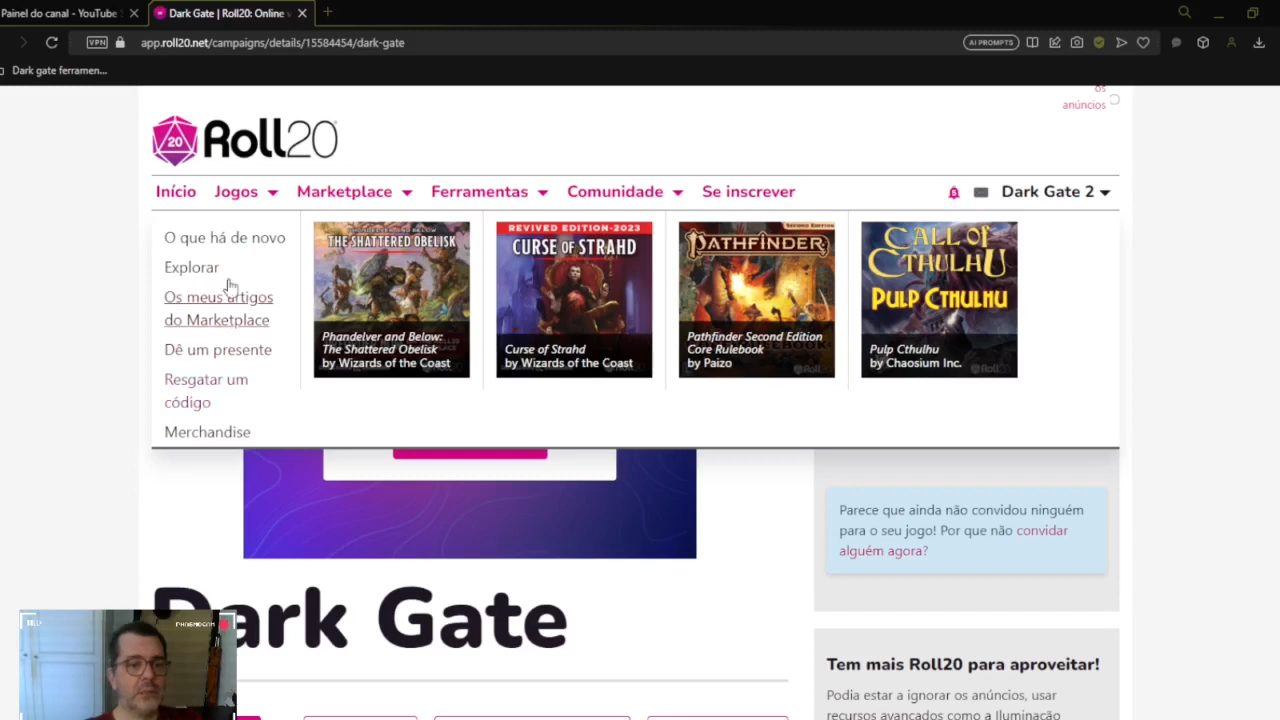 Painel do canal - YouTube
Dark Gate | Roll20: Online
VPN
app.roll20.net/campaigns/details/15584454/dark-gate
AI PROMPTS
Dark gate ferramen...
os
anúncios
20
Roll20
Início
Jogos
Marketplace
Ferramentas
Comunidade
Se inscrever
Dark Gate 2
O que há de novo
Explorar
Os meus artigos
do Marketplace
Dê um presente
Resgatar um
código
Merchandise
THE SHATTERED OBELISK
Phandelver and Below:
The Shattered Obelisk
by Wizards of the Coast
REVISED EDITION-2023
CURSE OF STRAHD
Curse of Strahd
by Wizards of the Coast
PATHFINDER
Pathfinder Second Edition
Core Rulebook
by Paizo
Roll20
CALL OF
CTHULHU
PULP CTHULHU
Pulp Cthulhu
by Chaosium Inc.
Roll20
Parece que ainda não convidou ninguém
para o seu jogo! Por que não convidar
alguém agora?
Dark Gate
Tem mais Roll20 para aproveitar!
Podia estar a ignorar os anúncios, usar
recursos avançados como a Iluminação